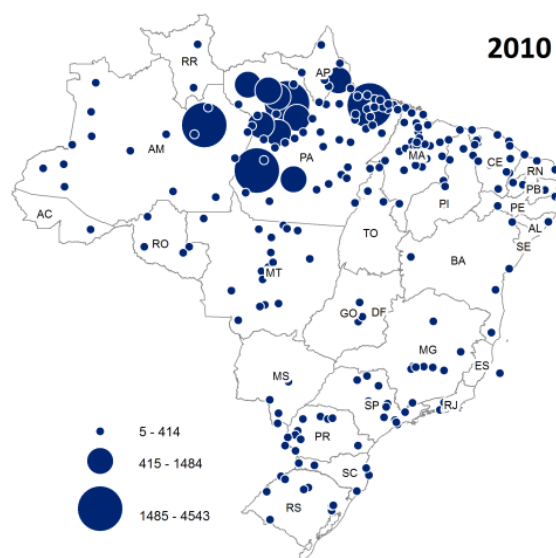 2010
RR
AP
AM
PA
MA
CE
RN
PB
PI
PE
AL
AC
SE
TO
RO
BA
MT
GO
DF
MG
ES
MS
SP
RJ
PR
SC
RS
5 - 414
415 - 1484
1485 - 4543